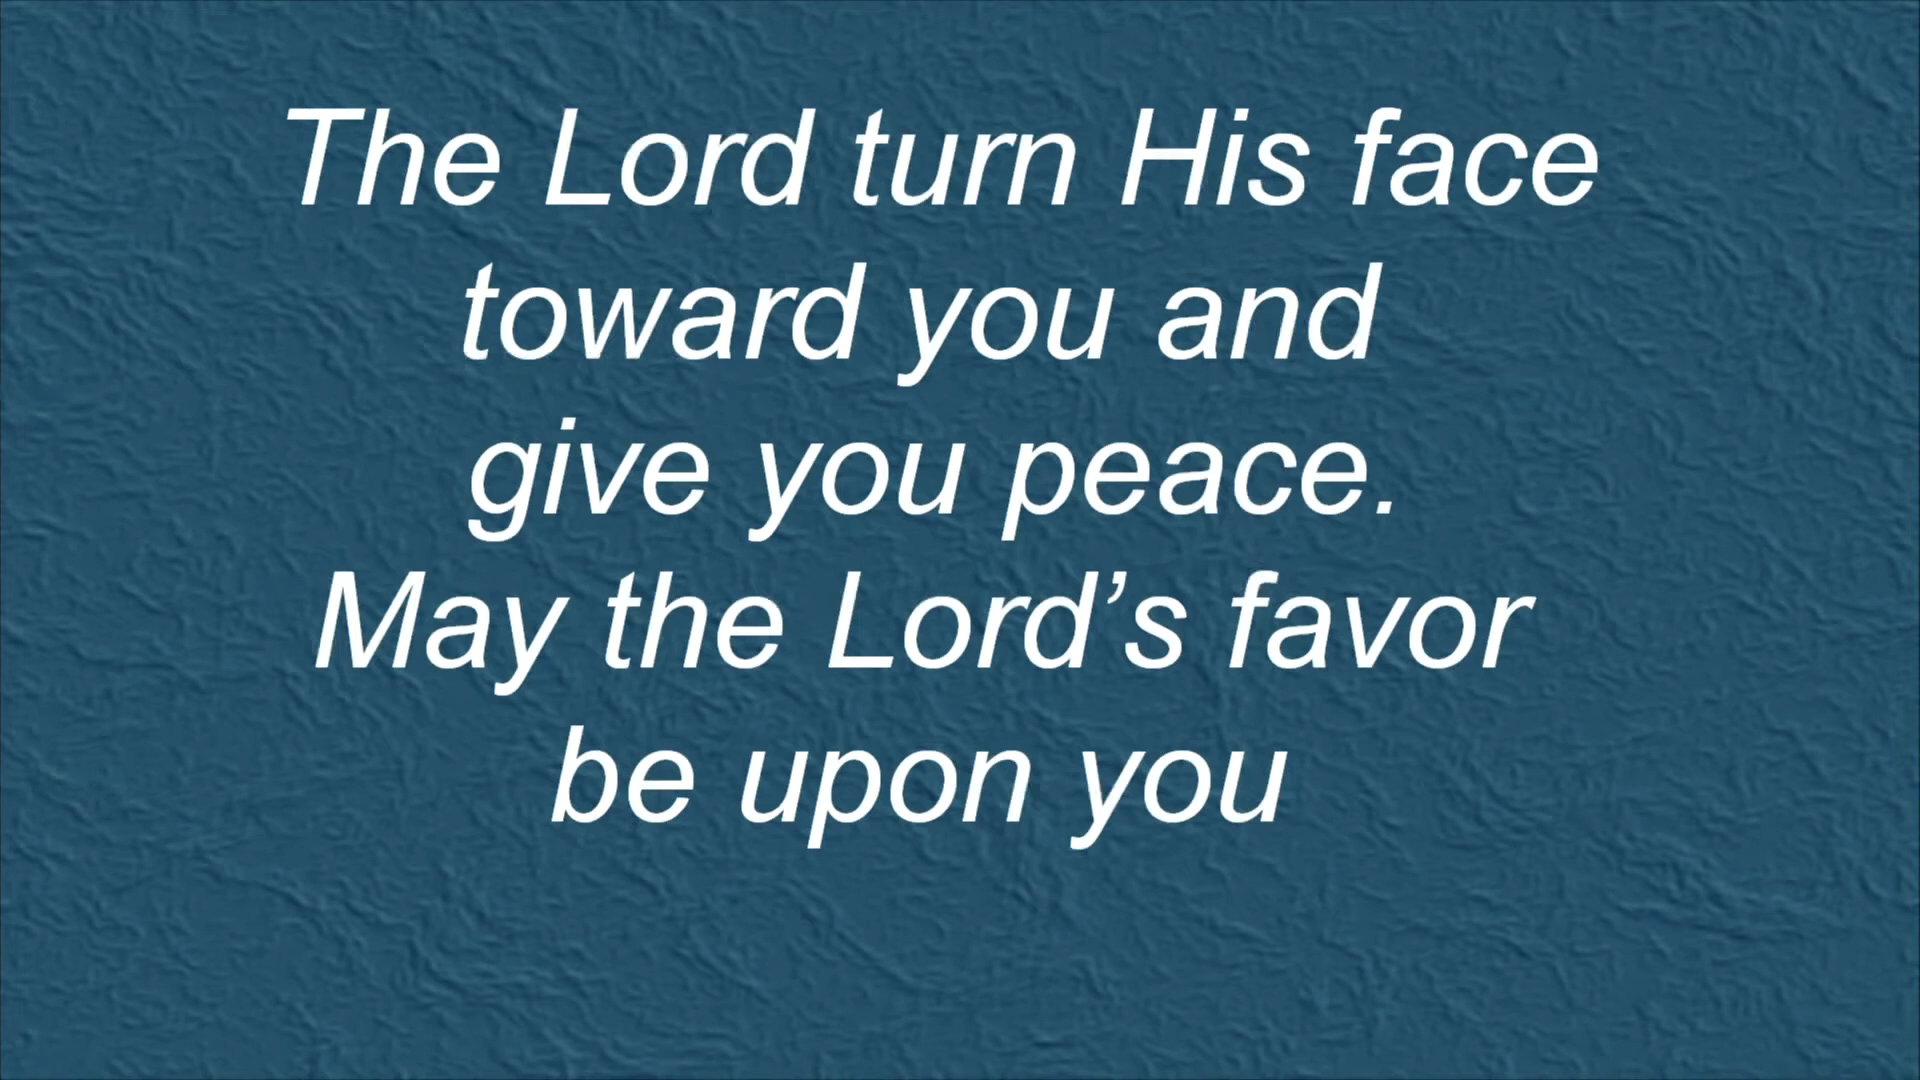 The Lord turn His face
toward you and
give you peace.
May the Lord’s favor
be upon you